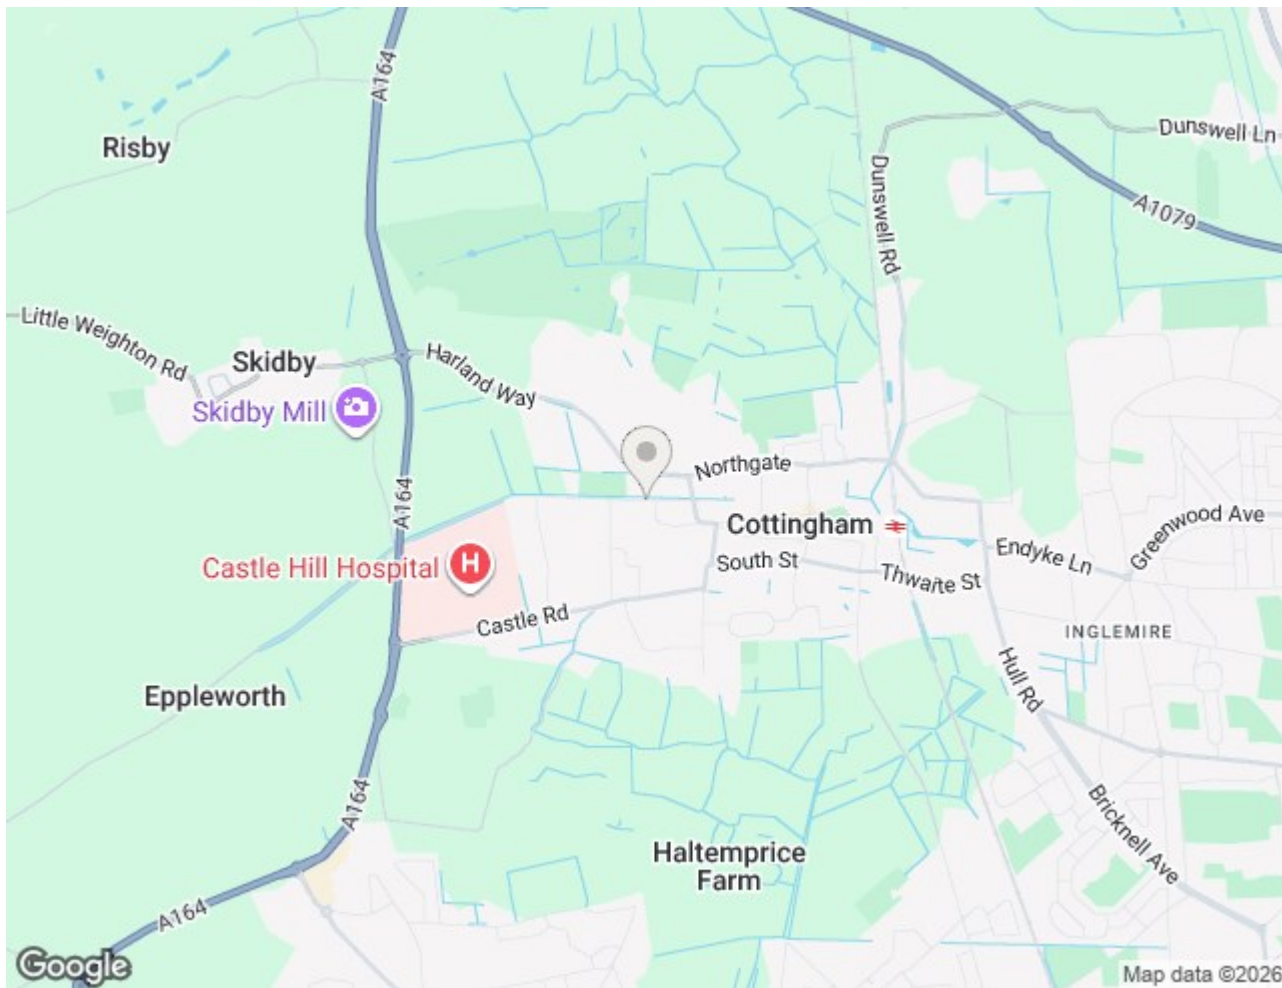 A164
Risby
Dunswell Ln
Dunswell Rd
A1079
Little Weighton Rd
Skidby
Harland Way
Skidby Mill
Northgate
A164
Cottingham
Greenwood Ave
Castle Hill Hospital
H
South St
Endyke Ln
Thwaite St
Castle Rd
INGLEMIRE
Hull Rd
Eppleworth
A164
Bricknell Ave
Haltemprice
Farm
A164
Google
Map data ©2026